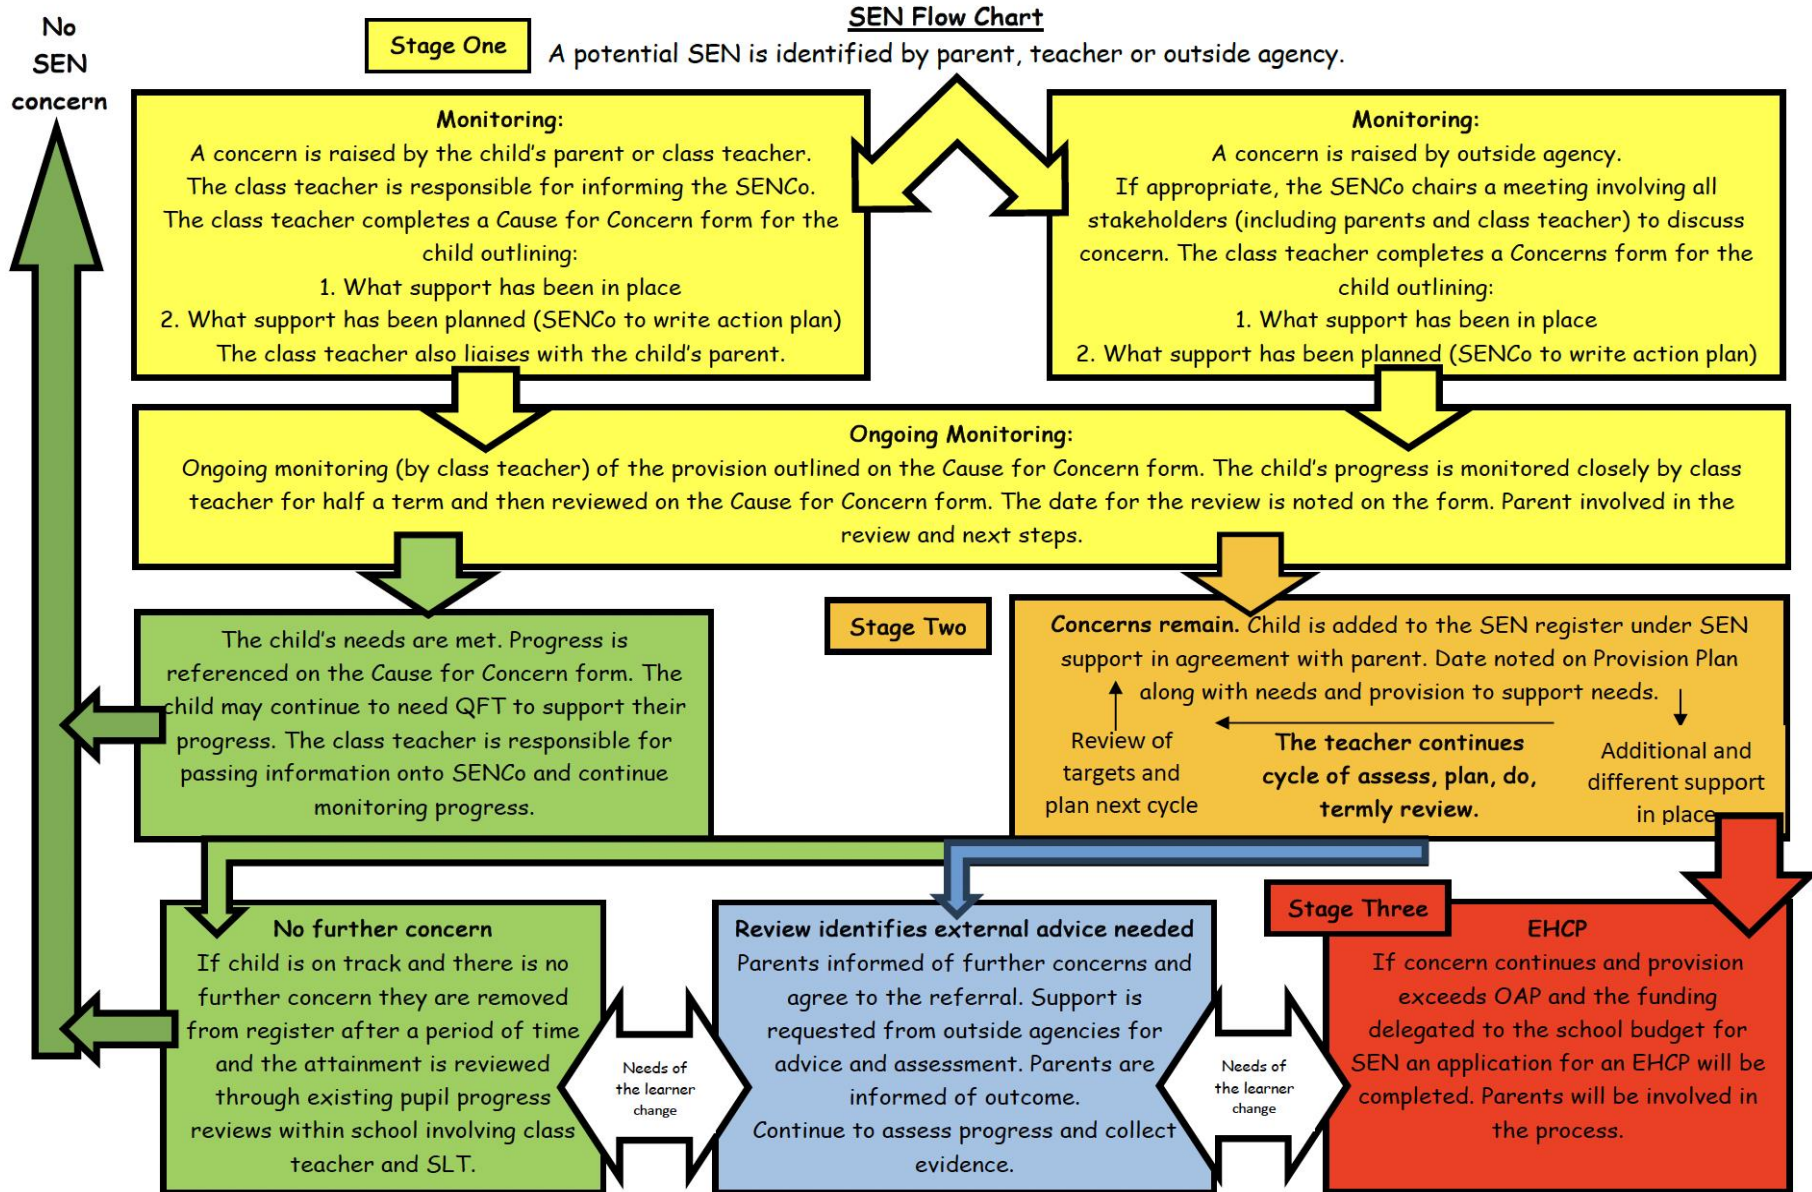 SEN Flow Chart
No
SEN
concern
Stage One
A potential SEN is identified by parent, teacher or outside agency.
Monitoring:
A concern is raised by the child's parent or class teacher.
The class teacher is responsible for informing the SENCo.
The class teacher completes a Cause for Concern form for the
child outlining:
1. What support has been in place
2. What support has been planned (SENCo to write action plan)
The class teacher also liaises with the child's parent.
Monitoring:
A concern is raised by outside agency.
If appropriate, the SENCo chairs a meeting involving all
stakeholders (including parents and class teacher) to discuss
concern. The class teacher completes a Concerns form for the
child outlining:
1. What support has been in place
2. What support has been planned (SENCo to write action plan)
Ongoing Monitoring:
Ongoing monitoring (by class teacher) of the provision outlined on the Cause for Concern form. The child's progress is monitored closely by class
teacher for half a term and then reviewed on the Cause for Concern form. The date for the review is noted on the form. Parent involved in the
review and next steps.
The child's needs are met. Progress is
referenced on the Cause for Concern form. The
child may continue to need QFT to support their
progress. The class teacher is responsible for
passing information onto SENCo and continue
monitoring progress.
Stage Two
Concerns remain. Child is added to the SEN register under SEN
support in agreement with parent. Date noted on Provision Plan
along with needs and provision to support needs.
Review of
targets and
plan next cycle
The teacher continues
cycle of assess, plan, do,
termly review.
Additional and
different support
in place
No further concern
If child is on track and there is no
further concern they are removed
from register after a period of time
and the attainment is reviewed
through existing pupil progress
reviews within school involving class
teacher and SLT.
Needs of
the learner
change
Review identifies external advice needed
Parents informed of further concerns and
agree to the referral. Support is
requested from outside agencies for
advice and assessment. Parents are
informed of outcome.
Continue to assess progress and collect
evidence.
Needs of
the learner
change
Stage Three
EHCP
If concern continues and provision
exceeds OAP and the funding
delegated to the school budget for
SEN an application for an EHCP will be
completed. Parents will be involved in
the process.